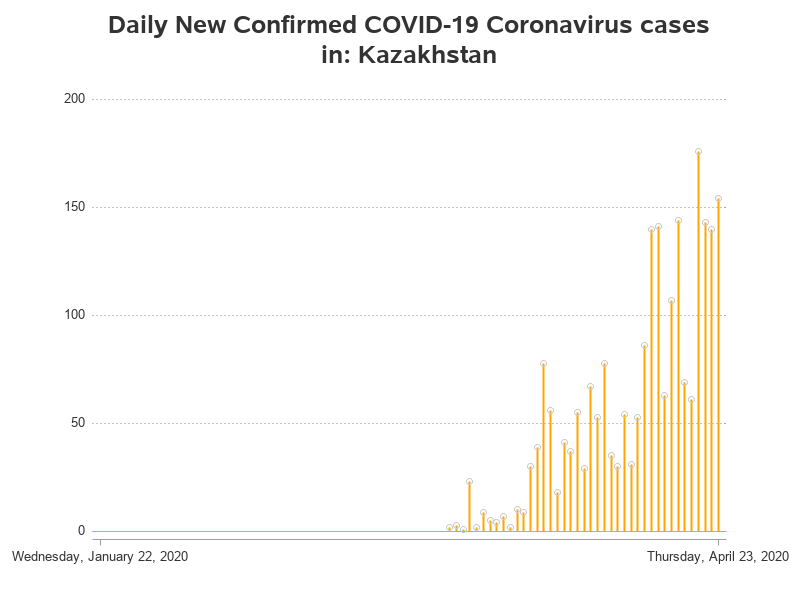 Daily New Confirmed COVID-19 Coronavirus cases
in: Kazakhstan
200
150
100
50
0
Wednesday, January 22, 2020
Thursday, April 23, 2020